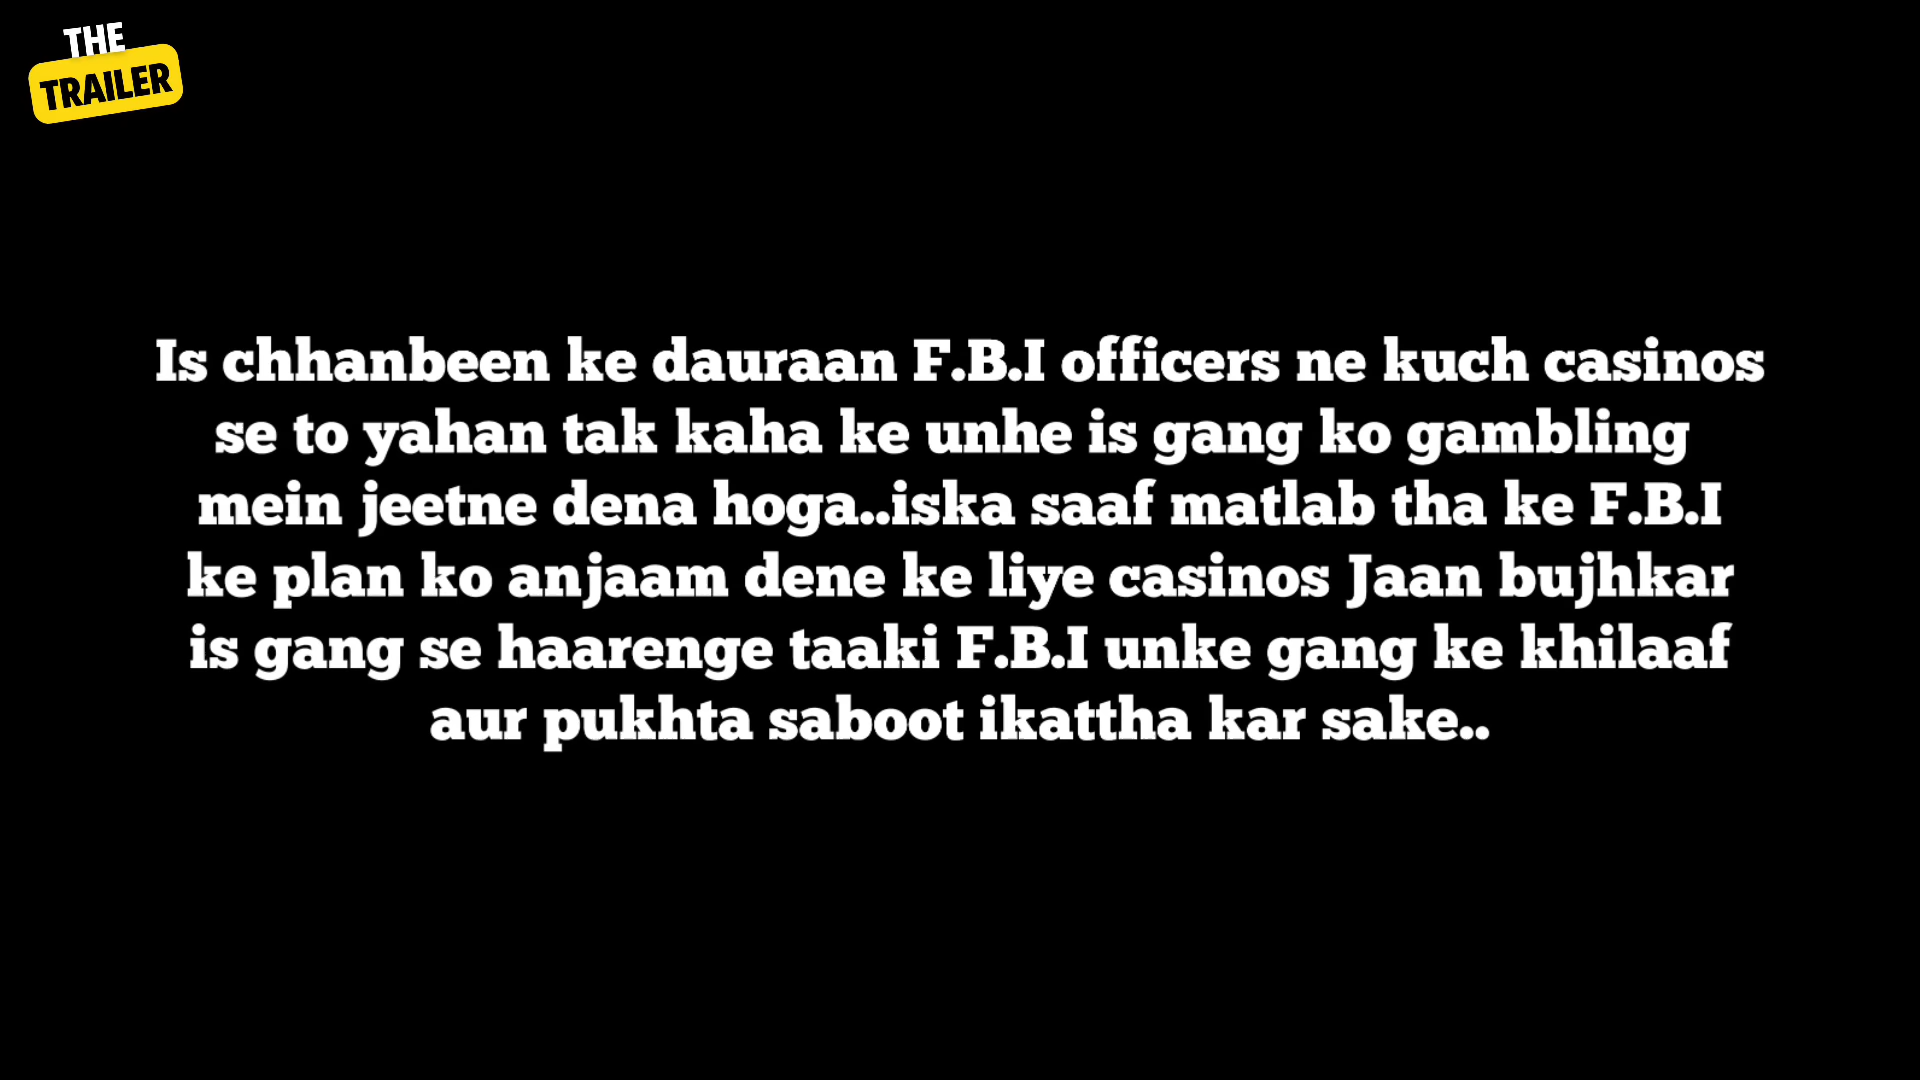 THE
TRAILER
Is chhanbeen ke dauraan F.B.I officers ne kuch casinos
se to yahan tak kaha ke unhe is gang ko gambling
mein jeetne dena hoga..iska saaf matlab tha ke F.B.I
ke plan ko anjaam dene ke liye casinos Jaan bujhkar
is gang se haarenge taaki F.B.I unke gang ke khilaaf
aur pukhta saboot ikattha kar sake..